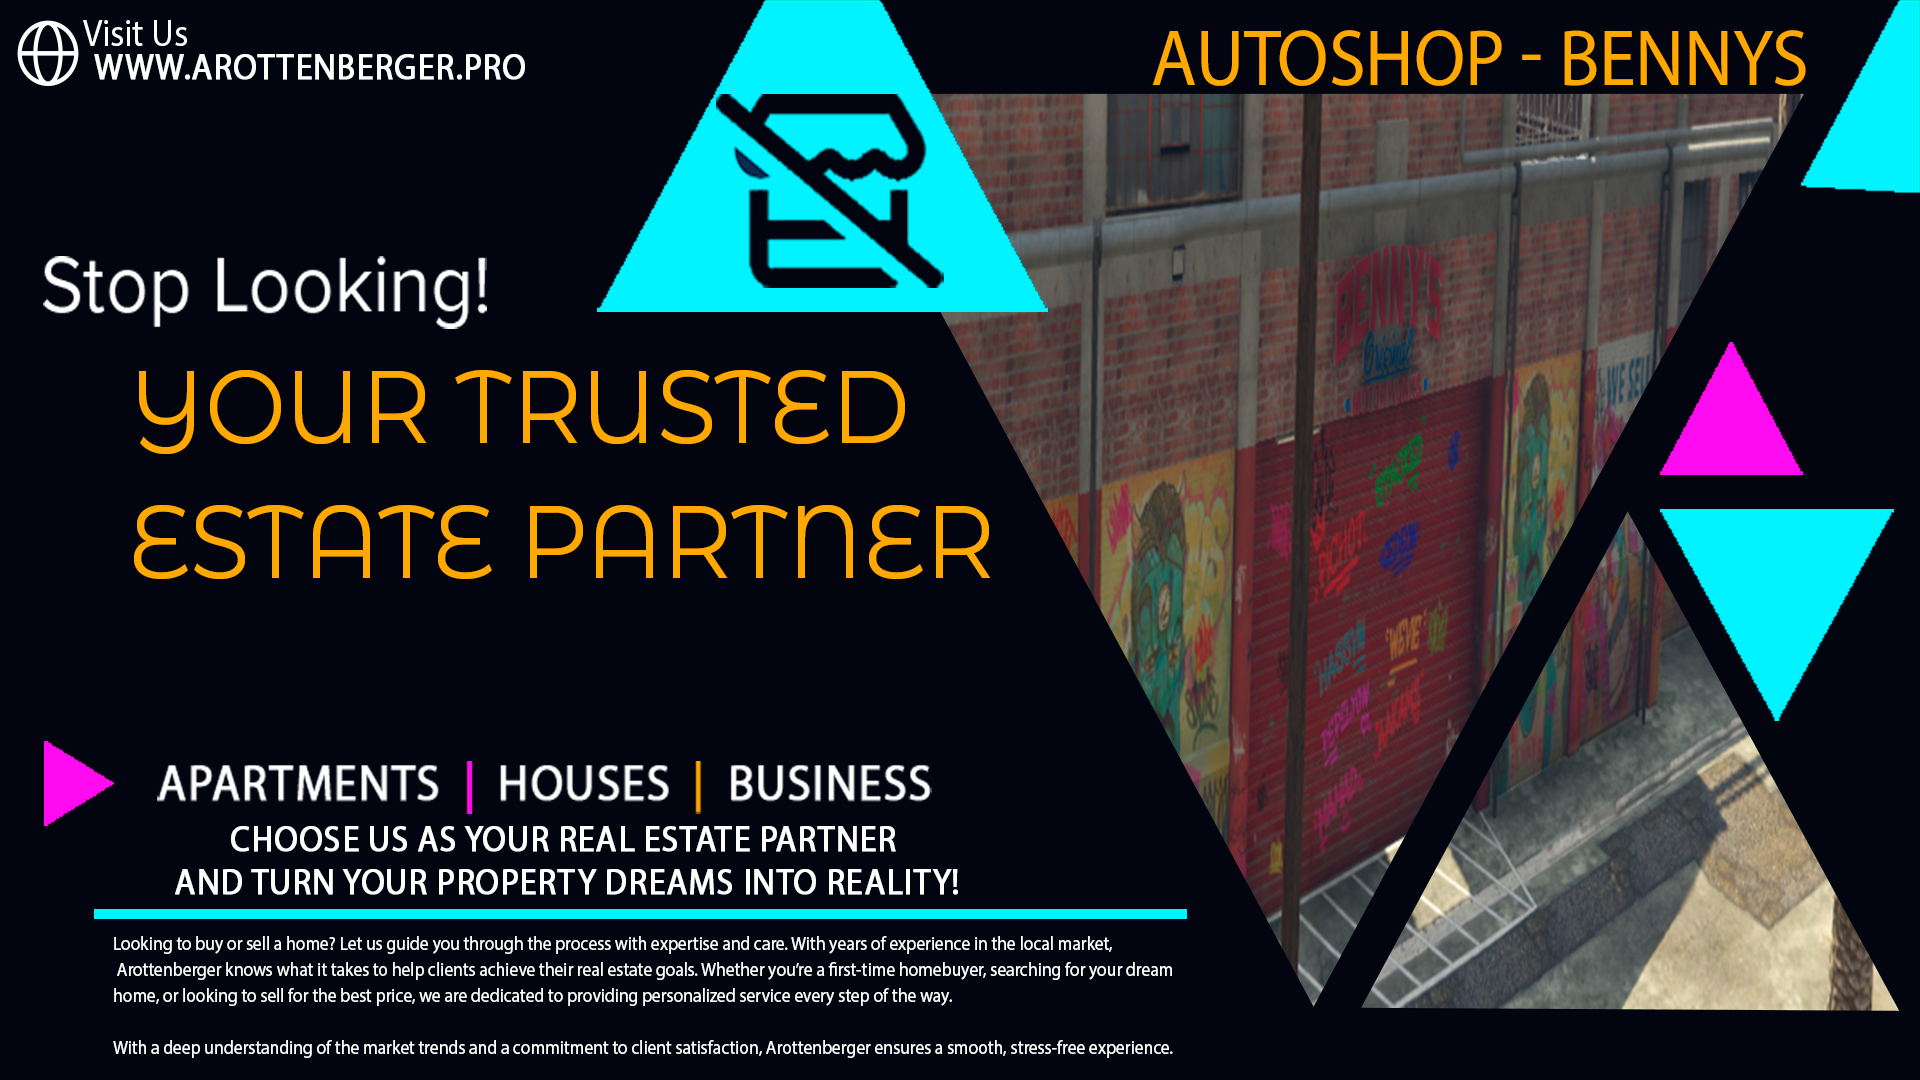 Visit Us
WWW.AROTTENBERGER.PRO
AUTOSHOP - BENNYS
Stop Looking!
YOUR TRUSTED
ESTATE PARTNER
BENNY'S
Original
WE SELL
APARTMENTS | HOUSES | BUSINESS
CHOOSE US AS YOUR REAL ESTATE PARTNER
AND TURN YOUR PROPERTY DREAMS INTO REALITY!
Looking to buy or sell a home? Let us guide you through the process with expertise and care. With years of experience in the local market,
Arottenberger knows what it takes to help clients achieve their real estate goals. Whether you're a first-time homebuyer, searching for your dream
home, or looking to sell for the best price, we are dedicated to providing personalized service every step of the way.
With a deep understanding of the market trends and a commitment to client satisfaction, Arottenberger ensures a smooth, stress-free experience.